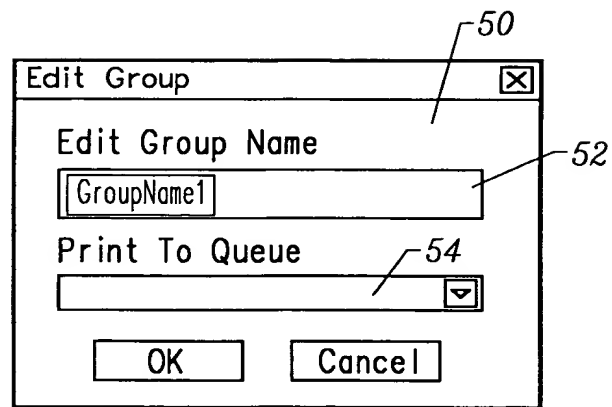 50
Edit Group
Edit Group Name
52
GroupName1
Print To Queue
54
OK Cancel